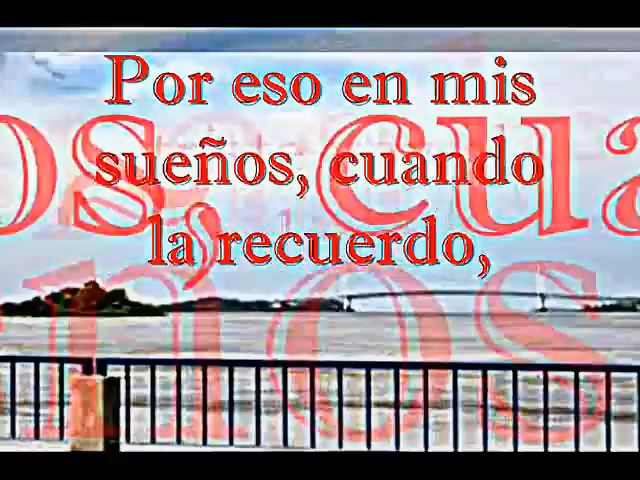 Por eso en mis
sueños, cuando
la recuerdo,